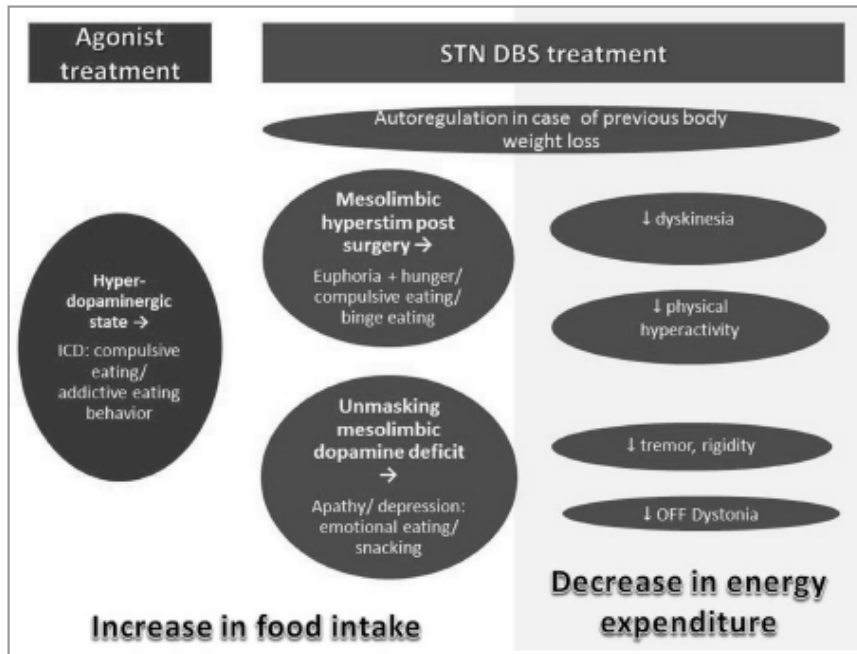 Agonist
treatment
STN DBS treatment
Autoregulation in case of previous body
weight loss
Hyper-
dopaminergic
state →
ICD: compulsive
eating/
addictive eating
behavior
Mesolimbic
hyperstim post
surgery →
Euphoria + hunger/
compulsive eating/
binge eating
Unmasking
mesolimbic
dopamine deficit
→
Apathy/ depression:
emotional eating/
snacking
↓ dyskinesia
↓ physical
hyperactivity
↓ tremor, rigidity
↓ OFF Dystonia
Increase in food intake
Decrease in energy
expenditure